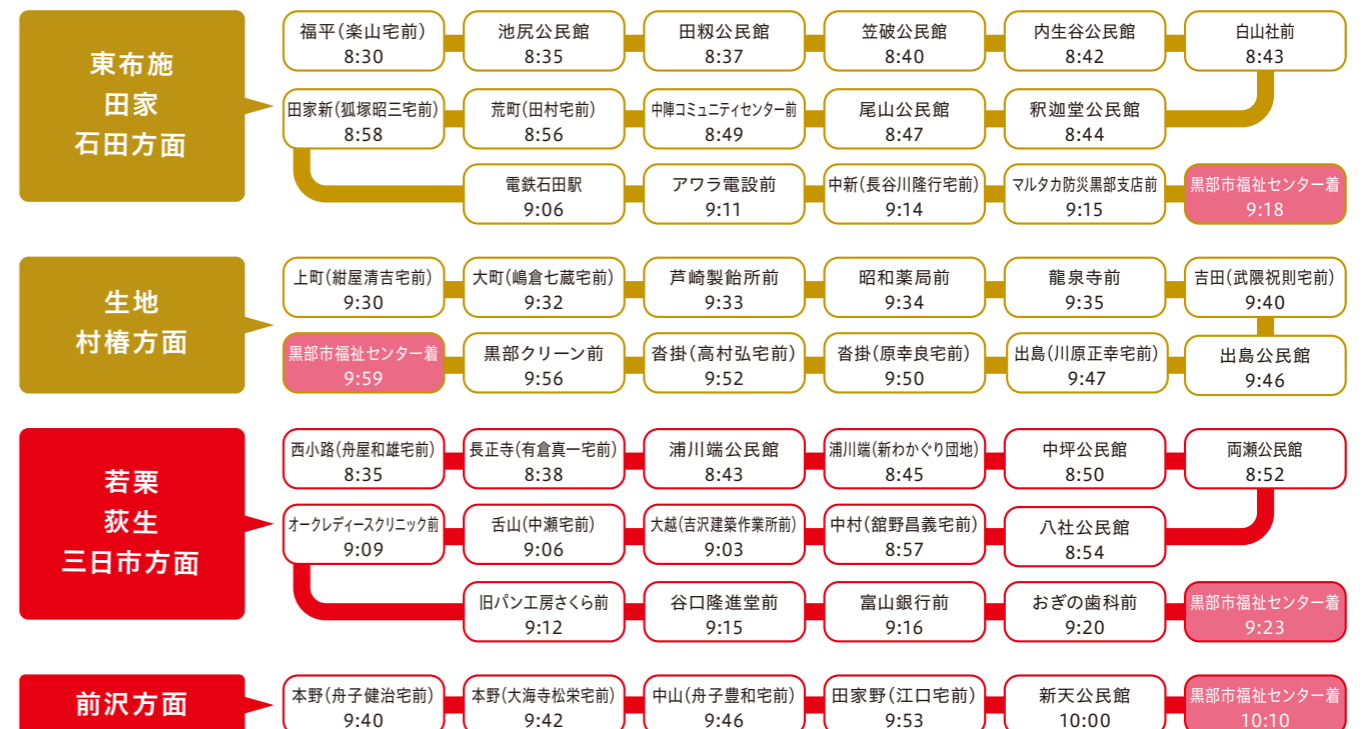 東布施
田家
石田方面
福平(楽山宅前)
8:30
池尻公民館
8:35
田籾公民館
8:37
笠破公民館
8:40
内生谷公民館
8:42
白山社前
8:43
釈迦堂公民館
8:44
尾山公民館
8:47
中陣コミュニティセンター前
8:49
荒町(田村宅前)
8:56
田家新(狐塚昭三宅前)
8:58
電鉄石田駅
9:06
アワラ電設前
9:11
中新(長谷川隆行宅前)
9:14
マルタカ防災黒部支店前
9:15
黒部市福祉センター着
9:18
生地
村椿方面
上町(紺屋清吉宅前)
9:30
大町(嶋倉七蔵宅前)
9:32
芦崎製飴所前
9:33
昭和薬局前
9:34
龍泉寺前
9:35
吉田(武隈祝則宅前)
9:40
出島公民館
9:46
出島(川原正幸宅前)
9:47
沓掛(原幸良宅前)
9:50
沓掛(高村弘宅前)
9:52
黒部クリーン前
9:56
黒部市福祉センター着
9:59
若栗
荻生
三日市方面
西小路(舟屋和雄宅前)
8:35
長正寺(有倉真一宅前)
8:38
浦川端公民館
8:43
浦川端(新わかぐり団地)
8:45
中坪公民館
8:50
両瀬公民館
8:52
八社公民館
8:54
中村(舘野昌義宅前)
8:57
大越(吉沢建築作業所前)
9:03
舌山(中瀬宅前)
9:06
オークレディースクリニック前
9:09
旧パン工房さくら前
9:12
谷口隆進堂前
9:15
富山銀行前
9:16
おぎの歯科前
9:20
黒部市福祉センター着
9:23
前沢方面
本野(舟子健治宅前)
9:40
本野(大海寺松栄宅前)
9:42
中山(舟子豊和宅前)
9:46
田家野(江口宅前)
9:53
新天公民館
10:00
黒部市福祉センター着
10:10